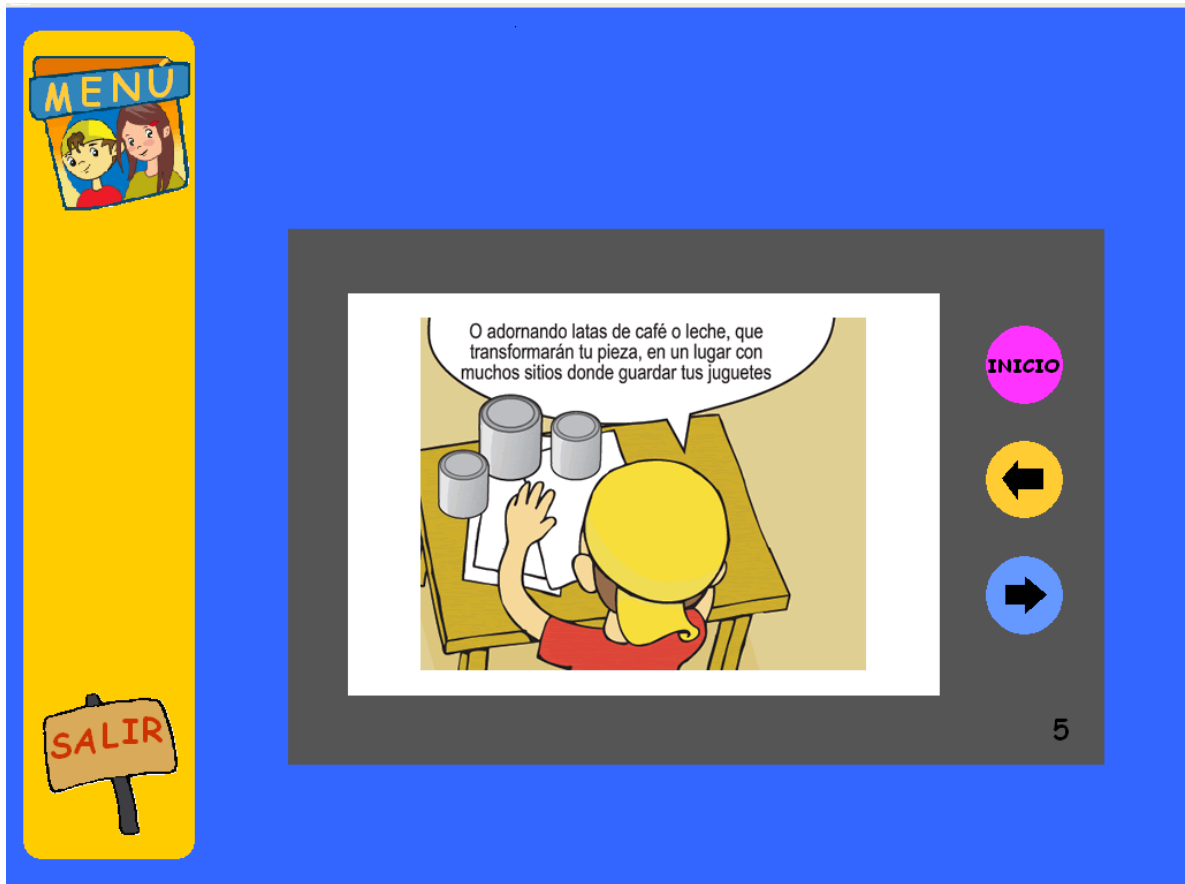 MENÚ
O adornando latas de café o leche, que
transformarán tu pieza, en un lugar con
muchos sitios donde guardar tus juguetes
INICIO
SALIR
5